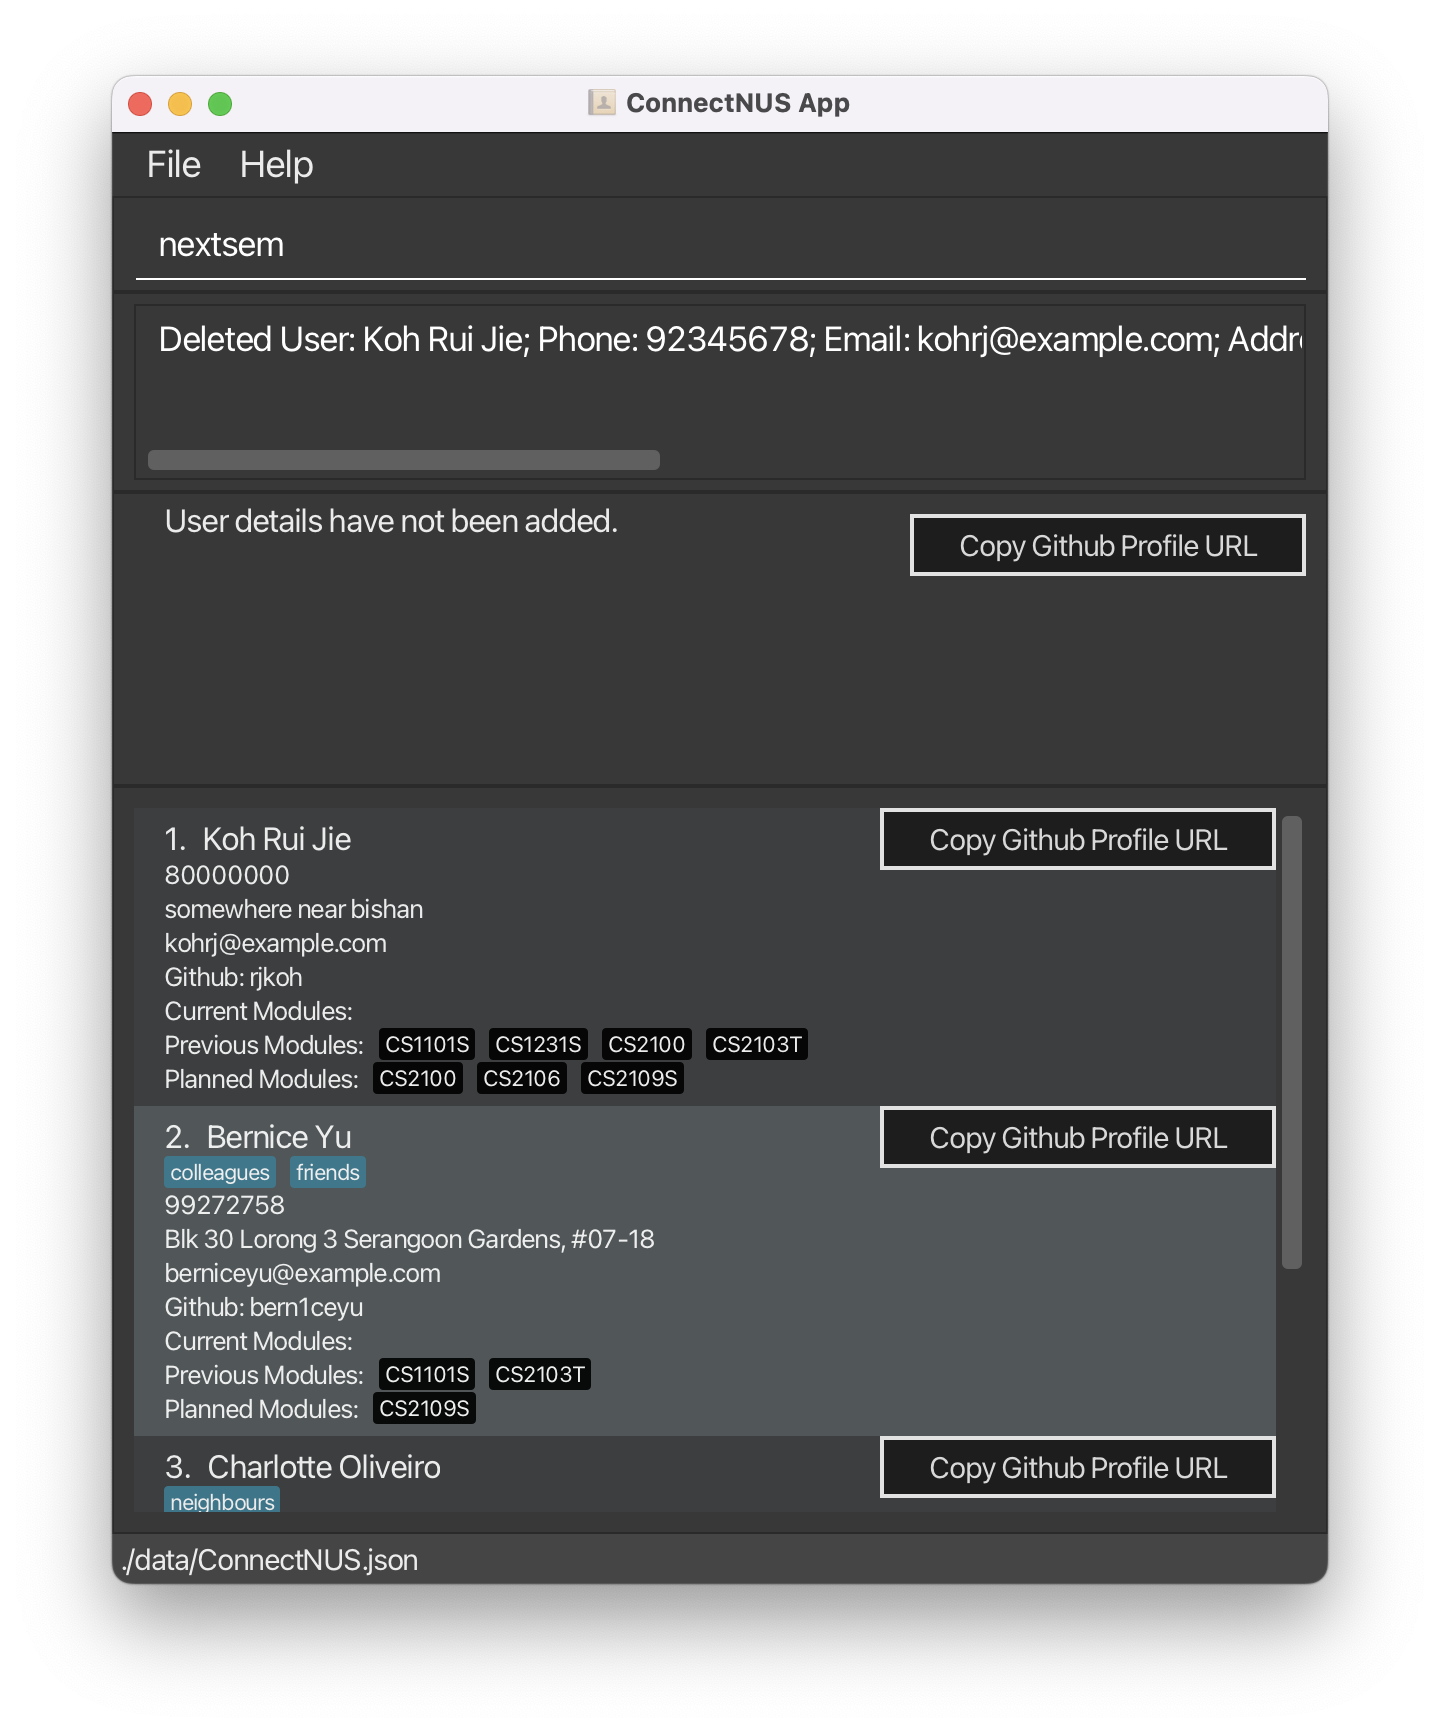 ConnectNUS App
File Help
nextsem
Deleted User: Koh Rui Jie; Phone: 92345678; Email: kohrj@example.com; Addr
User details have not been added.
Copy Github Profile URL
1. Koh Rui Jie
Copy Github Profile URL
80000000
somewhere near bishan
kohrj@example.com
Github: rjkoh
Current Modules:
Previous Modules: CS1101S CS1231S CS2100 CS2103T
Planned Modules: CS2100 CS2106 CS2109S
2. Bernice Yu
Copy Github Profile URL
colleagues friends
99272758
Blk 30 Lorong 3 Serangoon Gardens, #07-18
berniceyu@example.com
Github: bern1ceyu
Current Modules:
Previous Modules: CS1101S CS2103T
Planned Modules: CS2109S
3. Charlotte Oliveiro
Copy Github Profile URL
neighbours
./data/ConnectNUS.json